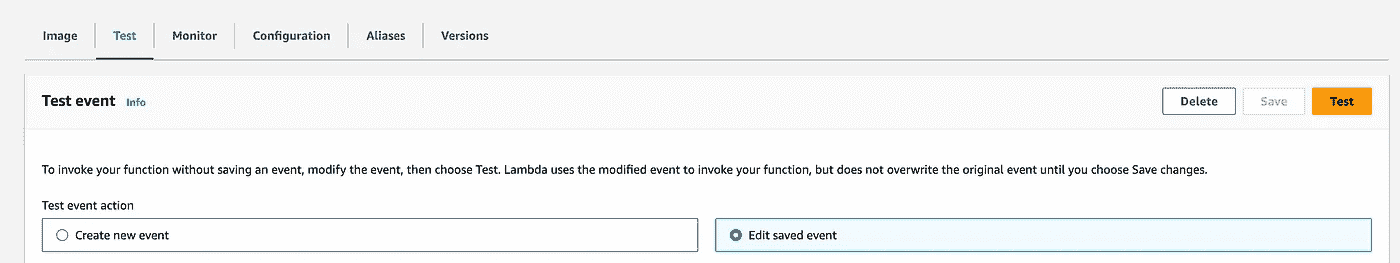 Image Test Monitor Configuration Aliases Versions
Test event Info Delete Save Test
To invoke your function without saving an event, modify the event, then choose Test. Lambda uses the modified event to invoke your function, but does not overwrite the original event until you choose Save changes.
Test event action
Create new event Edit saved event